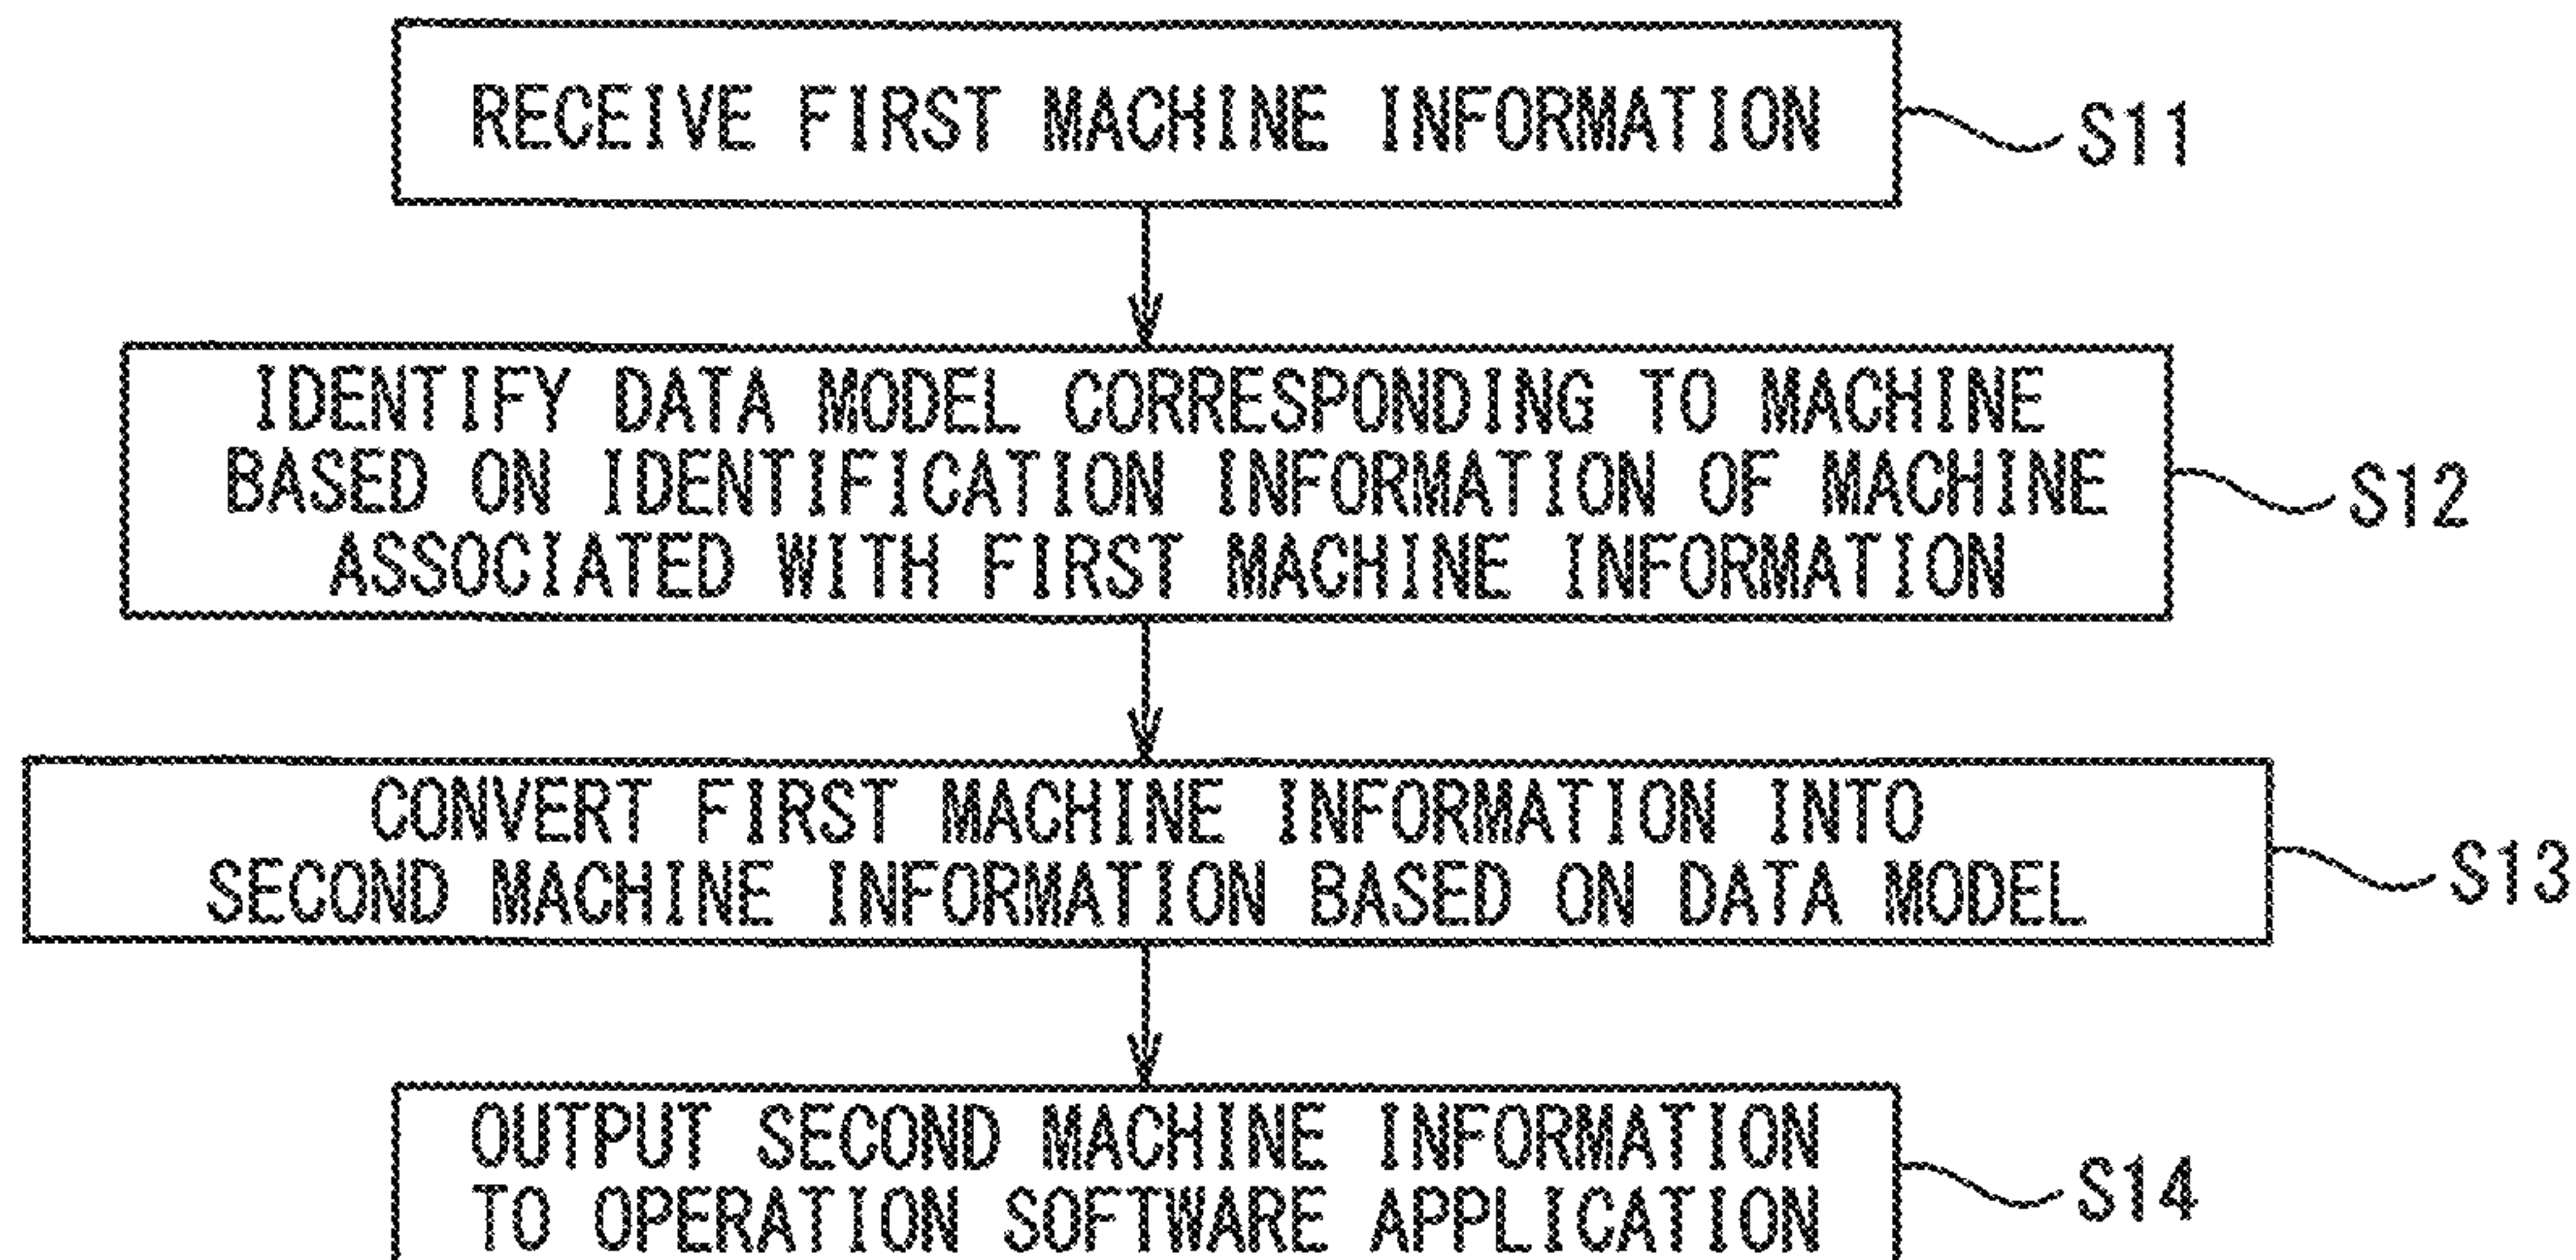 RECEIVE FIRST MACHINE INFORMATION
S11
IDENTIFY DATA MODEL CORRESPONDING TO MACHINE
BASED ON IDENTIFICATION INFORMATION OF MACHINE
ASSOCIATED WITH FIRST MACHINE INFORMATION
S12
CONVERT FIRST MACHINE INFORMATION INTO
SECOND MACHINE INFORMATION BASED ON DATA MODEL
S13
OUTPUT SECOND MACHINE INFORMATION
TO OPERATION SOFTWARE APPLICATION
S14